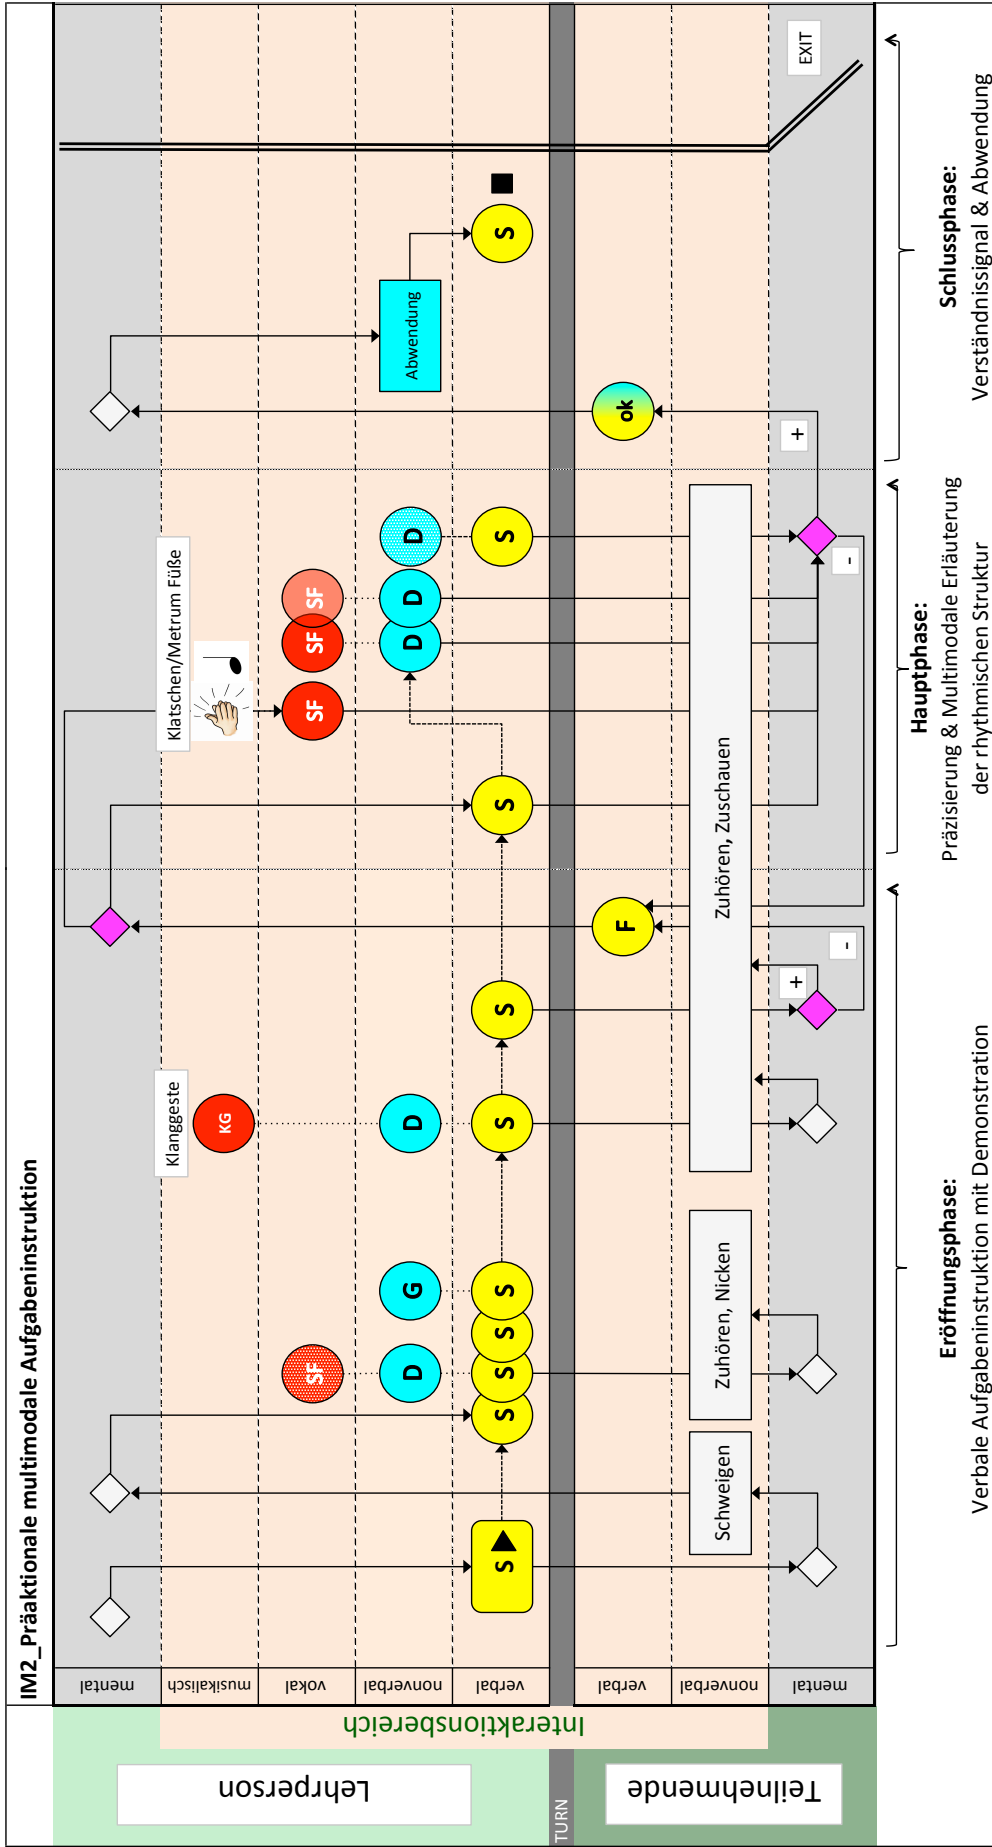 IM2_Präaktionale multimodale Aufgabeninstruktion
Lehrperson
TURN
Teilnehmende
Interaktionsbereich
mental
musikalisch
vokal
nonverbal
verbal
verbal
nonverbal
mental
Klanggeste
Klatschen/Metrum Füße
KG
SF
SF
SF
SF
D
G
D
D
D
D
Abwendung
S
S
S
S
S
S
S
S
S
S
F
ok
Schweigen
Zuhören, Nicken
Zuhören, Zuschauen
+
-
-
+
EXIT
Eröffnungsphase:
Verbale Aufgabeninstruktion mit Demonstration
Hauptphase:
Präzisierung & Multimodale Erläuterung
der rhythmischen Struktur
Schlussphase:
Verständnissignal & Abwendung